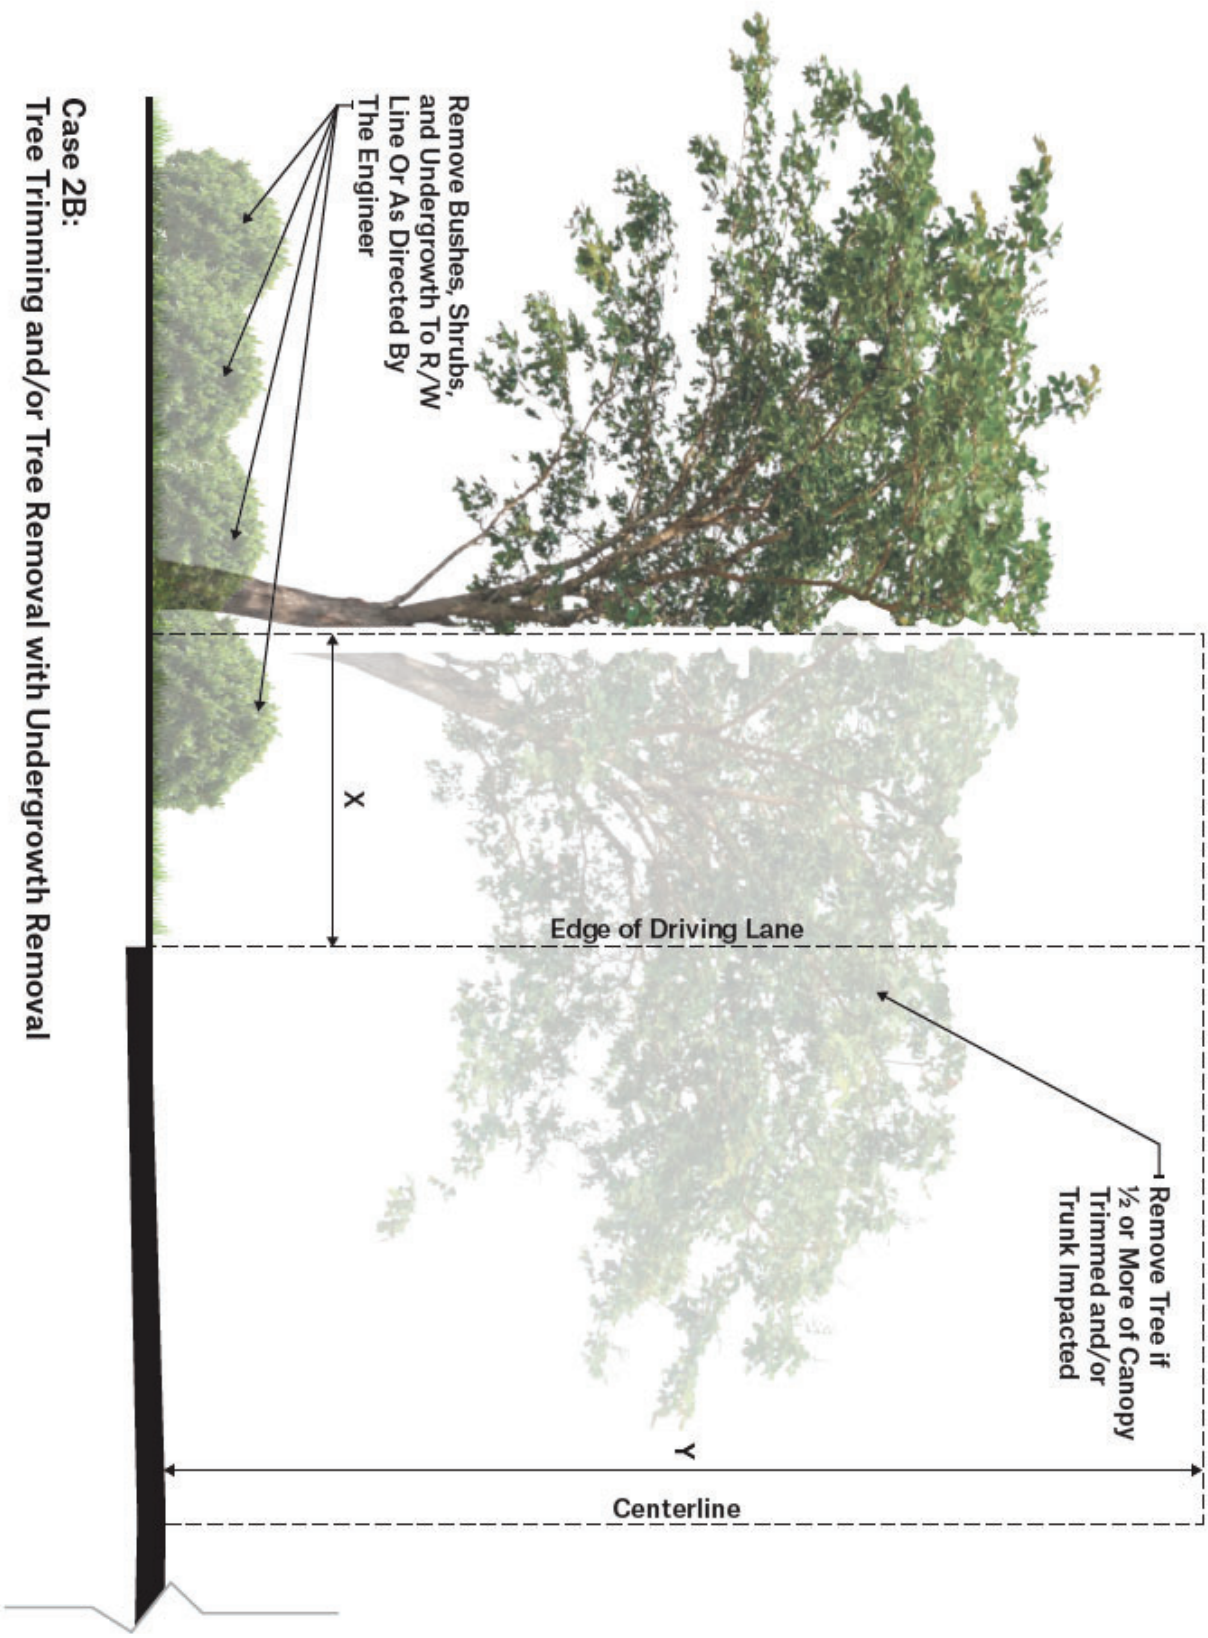 Remove Tree if
½ or More of Canopy
Trimmed and/or
Trunk Impacted
Remove Bushes, Shrubs,
and Undergrowth To R/W
Line Or As Directed By
The Engineer
Edge of Driving Lane
Centerline
X
Y
Case 2B:
Tree Trimming and/or Tree Removal with Undergrowth Removal